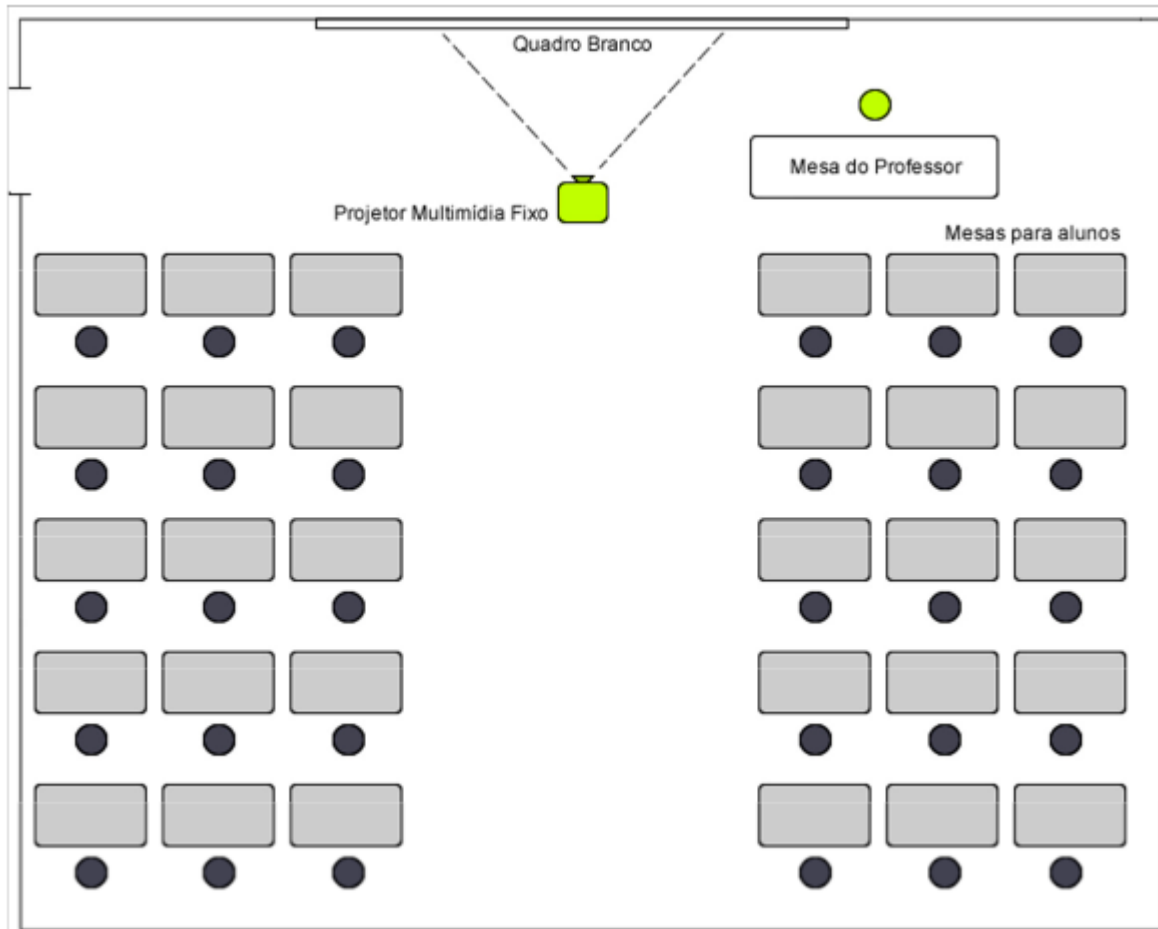 Quadro Branco
Mesa do Professor
Projetor Multimídia Fixo
Mesas para alunos